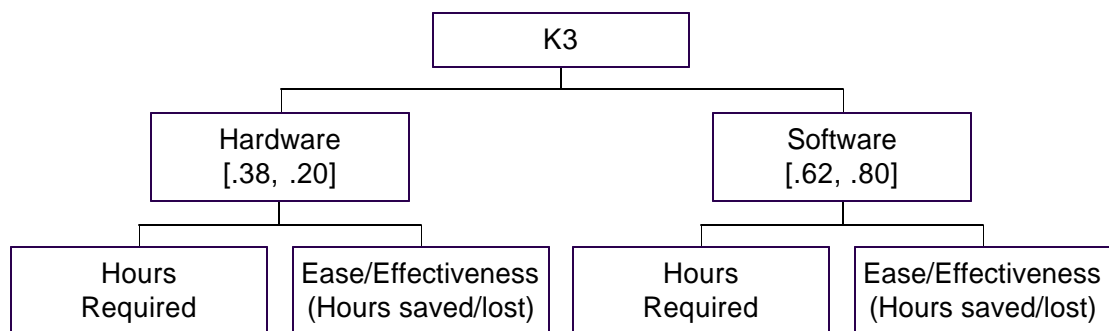 K3
Hardware
[.38, .20]
Software
[.62, .80]
Hours
Required
Ease/Effectiveness
(Hours saved/lost)
Hours
Required
Ease/Effectiveness
(Hours saved/lost)